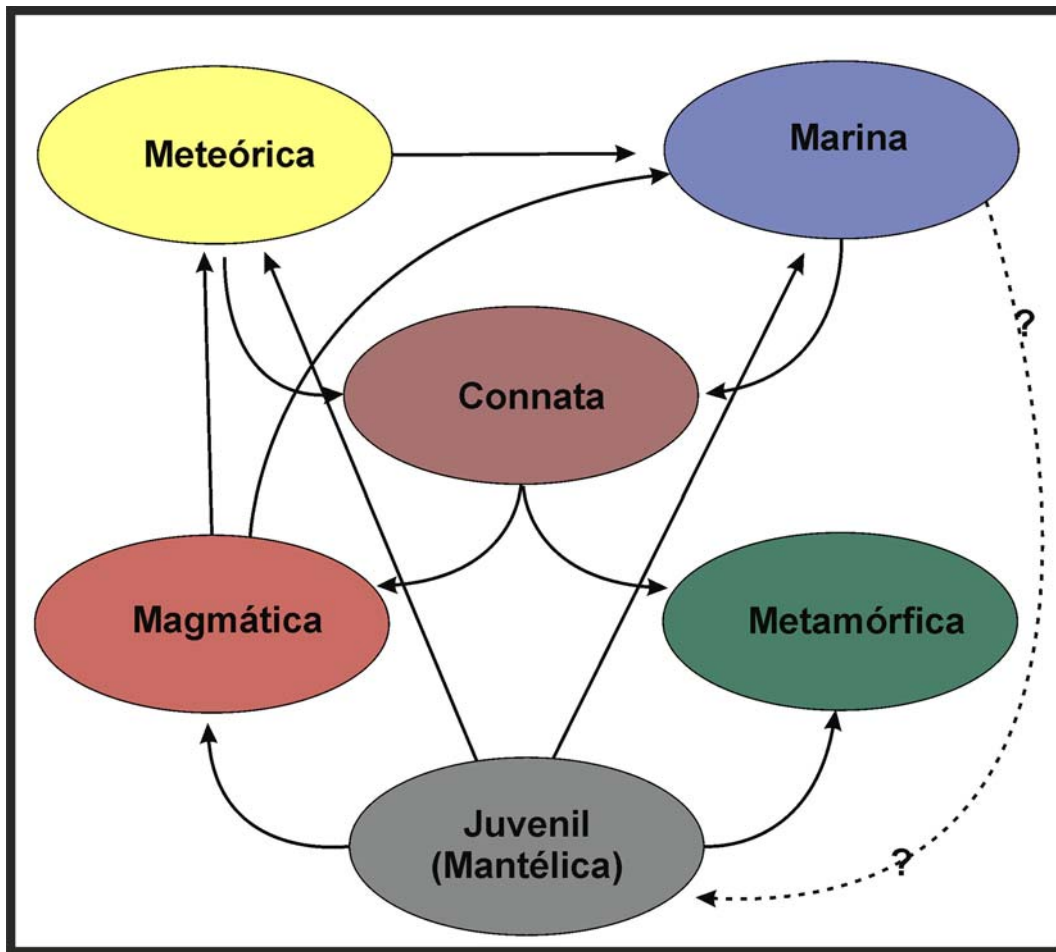 Meteórica
Marina
?
Connata
Magmática
Metamórfica
Juvenil
(Mantélica)
?